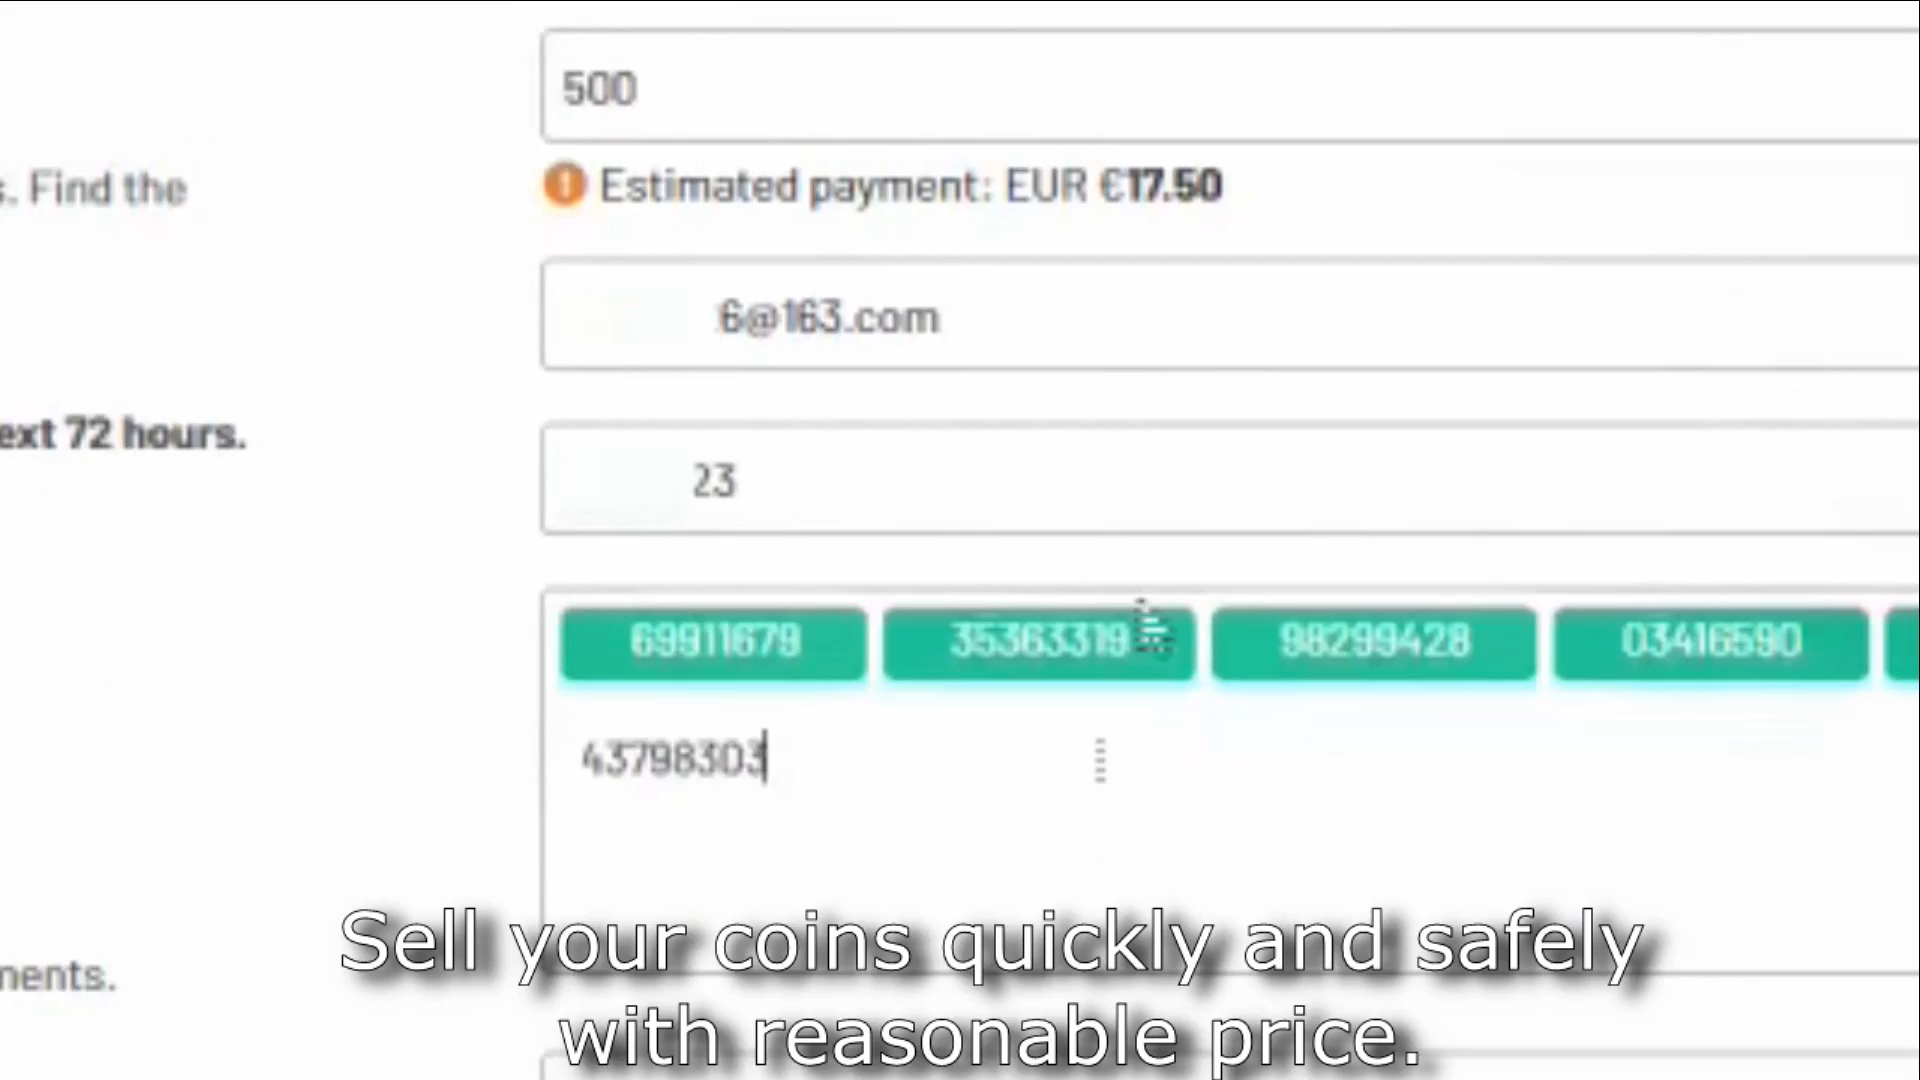 500
s. Find the
Estimated payment: EUR €17.50
6@163.com
ext 72 hours.
23
69911679 35363319 98299428 03416590
43798303
nents.
Sell your coins quickly and safely
with reasonable price.